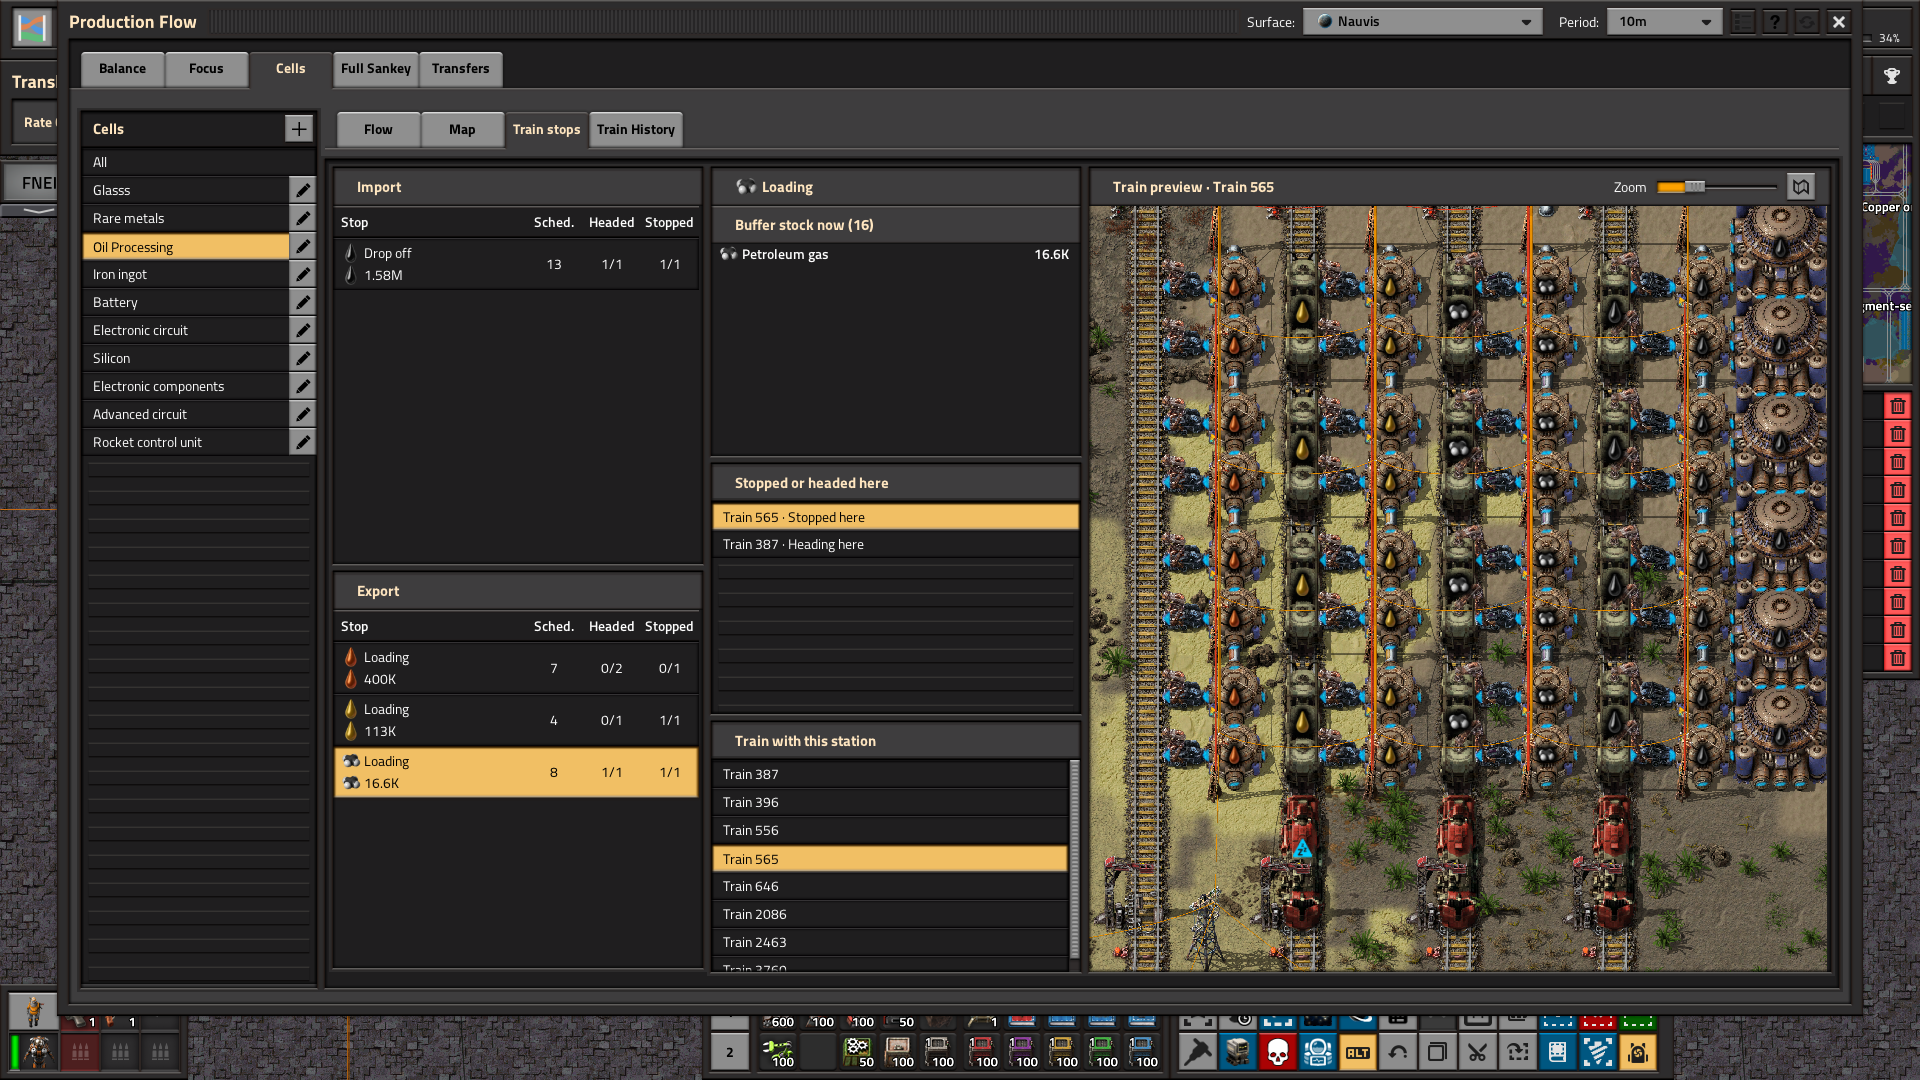 Production Flow
Surface:
Nauvis
Period:
10m
?
34%
Balance
Focus
Cells
Full Sankey
Transfers
Transl
Rate
FNEI
Cells
All
Glasss
Rare metals
Oil Processing
Iron ingot
Battery
Electronic circuit
Silicon
Electronic components
Advanced circuit
Rocket control unit
Flow
Map
Train stops
Train History
Import
Stop Sched. Headed Stopped
Drop off
1.58M
13 1/1 1/1
Export
Stop Sched. Headed Stopped
Loading
400K
7 0/2 0/1
Loading
113K
4 0/1 1/1
Loading
16.6K
8 1/1 1/1
Loading
Buffer stock now (16)
Petroleum gas 16.6K
Stopped or headed here
Train 565 · Stopped here
Train 387 · Heading here
Train with this station
Train 387
Train 396
Train 556
Train 565
Train 646
Train 2086
Train 2463
Train 3760
Train preview · Train 565
Zoom
Copper o
ment-se
1 1
600 100 100 50 1
2
100 50 100 100 100 100 100 100 100
ALT